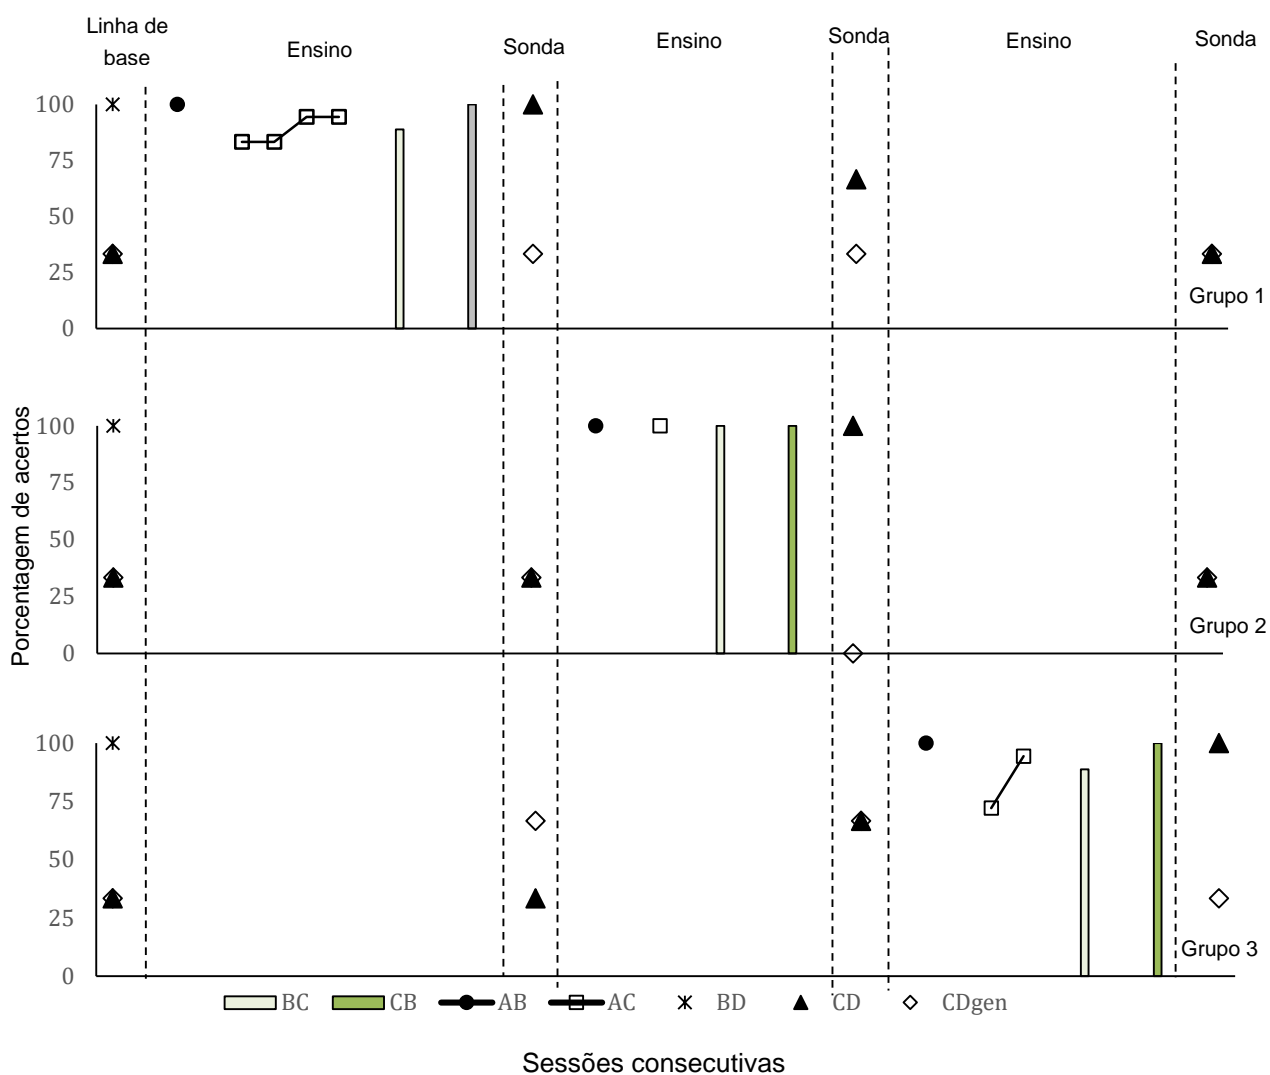 Linha de
base
Ensino
Sonda
Ensino
Sonda
Ensino
Sonda
100
75
50
25
0
Grupo 1
Porcentagem de acertos
100
75
50
25
0
Grupo 2
100
75
50
25
0
Grupo 3
BC CB AB AC BD CD CDgen
Sessões consecutivas